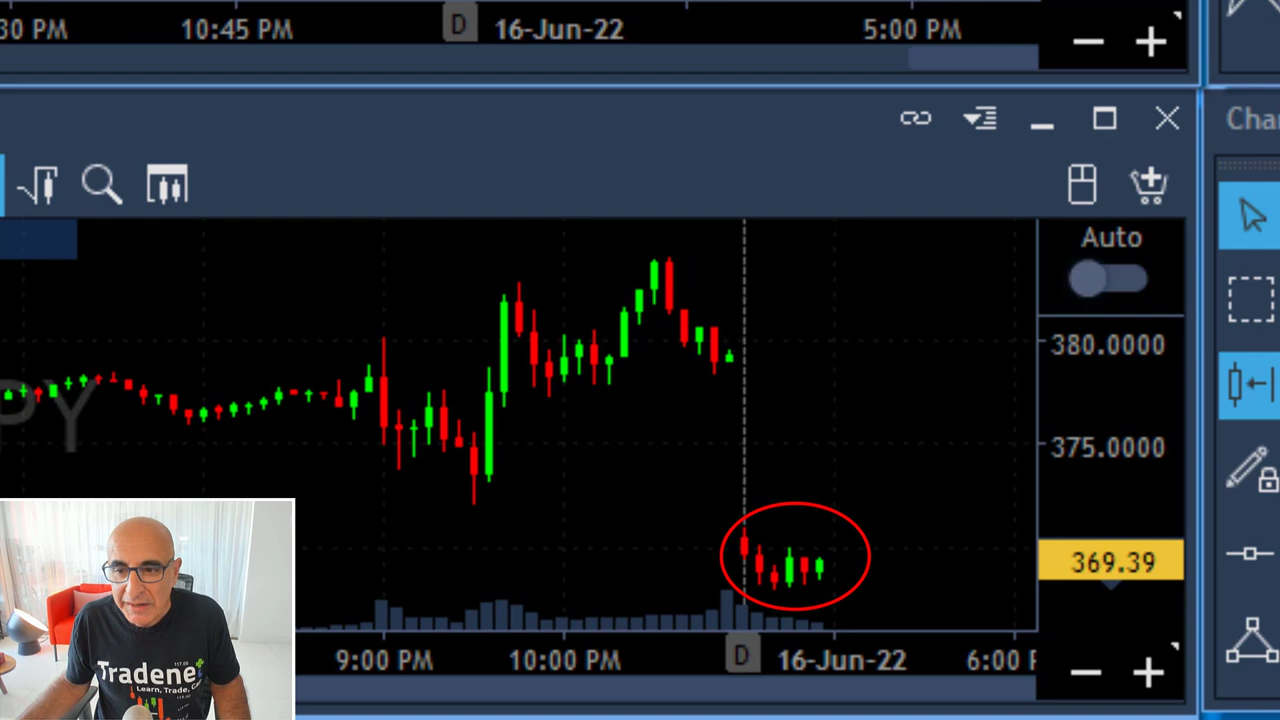 30 PM 10:45 PM D 16-Jun-22 5:00 PM
Auto
380.0000
PY
375.0000
369.39
9:00 PM 10:00 PM D 16-Jun-22 6:00
Tradene
Learn, Trade,